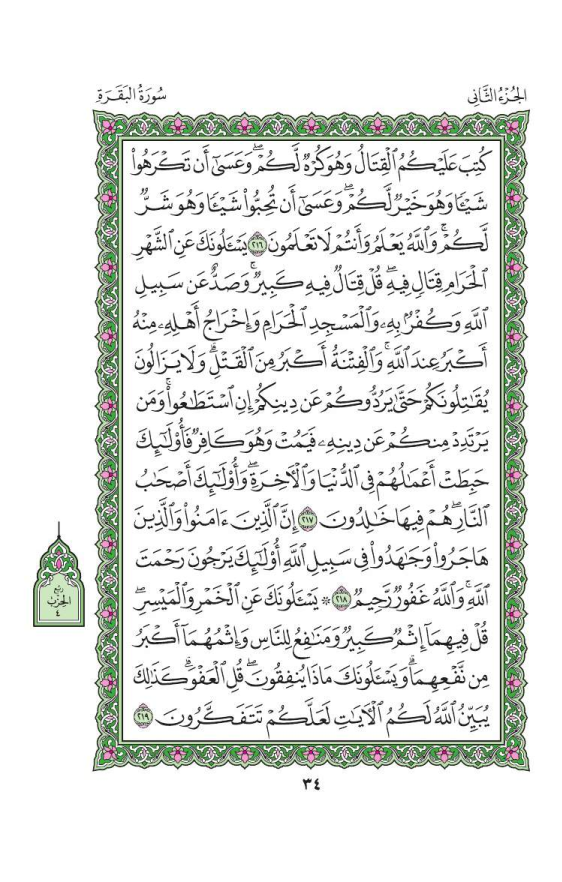 الجُزْءُ الثَّانِي
سُورَةُ البَقَرَةِ
كُتِبَ عَلَيْكُمُ ٱلْقِتَالُ وَهُوَ كُرْهٌ لَّكُمْ ۖ وَعَسَىٰٓ أَن تَكْرَهُوا۟
شَيْـًٔا وَهُوَ خَيْرٌ لَّكُمْ ۖ وَعَسَىٰٓ أَن تُحِبُّوا۟ شَيْـًٔا وَهُوَ شَرٌّ
لَّكُمْ ۗ وَٱللَّهُ يَعْلَمُ وَأَنتُمْ لَا تَعْلَمُونَ ٢١٦ يَسْـَٔلُونَكَ عَنِ ٱلشَّهْرِ
ٱلْحَرَامِ قِتَالٍ فِيهِ ۖ قُلْ قِتَالٌ فِيهِ كَبِيرٌ ۖ وَصَدٌّ عَن سَبِيلِ
ٱللَّهِ وَكُفْرٌۢ بِهِۦ وَٱلْمَسْجِدِ ٱلْحَرَامِ وَإِخْرَاجُ أَهْلِهِۦ مِنْهُ
أَكْبَرُ عِندَ ٱللَّهِ ۚ وَٱلْفِتْنَةُ أَكْبَرُ مِنَ ٱلْقَتْلِ ۗ وَلَا يَزَالُونَ
يُقَـٰتِلُونَكُمْ حَتَّىٰ يَرُدُّوكُمْ عَن دِينِكُمْ إِنِ ٱسْتَطَـٰعُوا۟ ۚ وَمَن
يَرْتَدِدْ مِنكُمْ عَن دِينِهِۦ فَيَمُتْ وَهُوَ كَافِرٌ فَأُو۟لَـٰٓئِكَ
حَبِطَتْ أَعْمَـٰلُهُمْ فِى ٱلدُّنْيَا وَٱلْـَٔاخِرَةِ ۖ وَأُو۟لَـٰٓئِكَ أَصْحَـٰبُ
ٱلنَّارِ ۖ هُمْ فِيهَا خَـٰلِدُونَ ٢١٧ إِنَّ ٱلَّذِينَ ءَامَنُوا۟ وَٱلَّذِينَ
هَاجَرُوا۟ وَجَـٰهَدُوا۟ فِى سَبِيلِ ٱللَّهِ أُو۟لَـٰٓئِكَ يَرْجُونَ رَحْمَتَ
ٱللَّهِ ۚ وَٱللَّهُ غَفُورٌ رَّحِيمٌ ٢١٨ ۞ يَسْـَٔلُونَكَ عَنِ ٱلْخَمْرِ وَٱلْمَيْسِرِ ۖ
قُلْ فِيهِمَآ إِثْمٌ كَبِيرٌ وَمَنَـٰفِعُ لِلنَّاسِ وَإِثْمُهُمَآ أَكْبَرُ
مِن نَّفْعِهِمَا ۗ وَيَسْـَٔلُونَكَ مَاذَا يُنفِقُونَ ۖ قُلِ ٱلْعَفْوَ ۗ كَذَٰلِكَ
يُبَيِّنُ ٱللَّهُ لَكُمُ ٱلْـَٔايَـٰتِ لَعَلَّكُمْ تَتَفَكَّرُونَ ٢١٩
ربع
الحزب
٤
٣٤